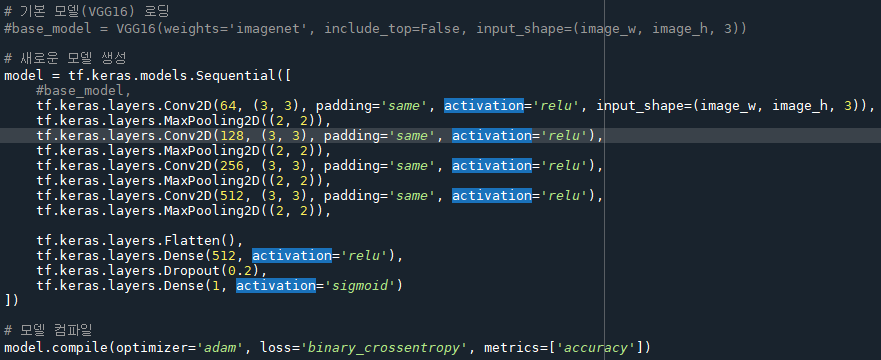 # 기본 모델(VGG16) 로딩
#base_model = VGG16(weights='imagenet', include_top=False, input_shape=(image_w, image_h, 3))
# 새로운 모델 생성
model = tf.keras.models.Sequential([
    #base_model,
    tf.keras.layers.Conv2D(64, (3, 3), padding='same', activation='relu', input_shape=(image_w, image_h, 3)),
    tf.keras.layers.MaxPooling2D((2, 2)),
    tf.keras.layers.Conv2D(128, (3, 3), padding='same', activation='relu'),
    tf.keras.layers.MaxPooling2D((2, 2)),
    tf.keras.layers.Conv2D(256, (3, 3), padding='same', activation='relu'),
    tf.keras.layers.MaxPooling2D((2, 2)),
    tf.keras.layers.Conv2D(512, (3, 3), padding='same', activation='relu'),
    tf.keras.layers.MaxPooling2D((2, 2)),
    tf.keras.layers.Flatten(),
    tf.keras.layers.Dense(512, activation='relu'),
    tf.keras.layers.Dropout(0.2),
    tf.keras.layers.Dense(1, activation='sigmoid')
])
# 모델 컴파일
model.compile(optimizer='adam', loss='binary_crossentropy', metrics=['accuracy'])